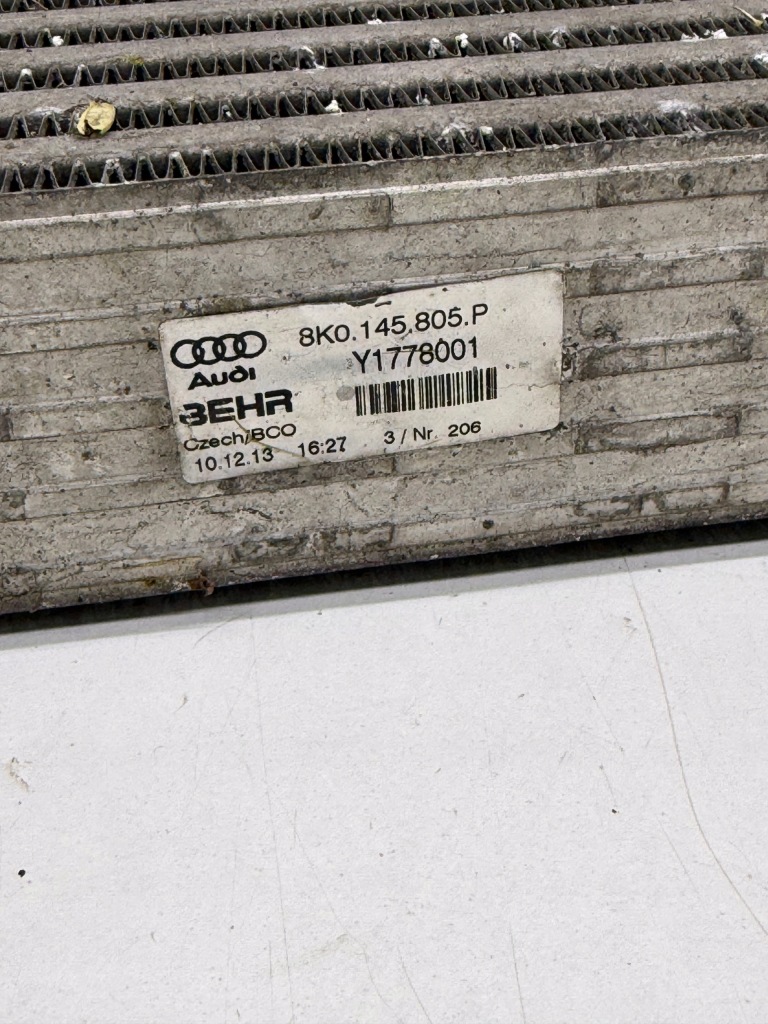 8K0.145.805.P
Y1778001
Audi
BEHR
Czech/BCO
10.12.13 16:27 3 / Nr. 206